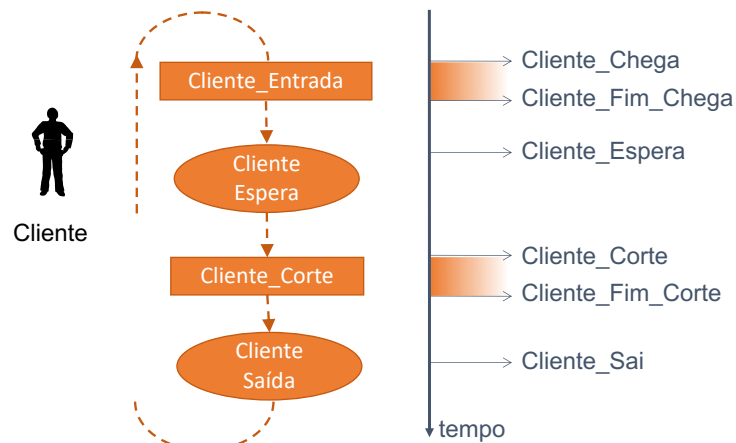 Cliente_Entrada
Cliente
Espera
Cliente
Cliente_Corte
Cliente
Saída
Cliente_Chega
Cliente_Fim_Chega
Cliente_Espera
Cliente_Corte
Cliente_Fim_Corte
Cliente_Sai
tempo